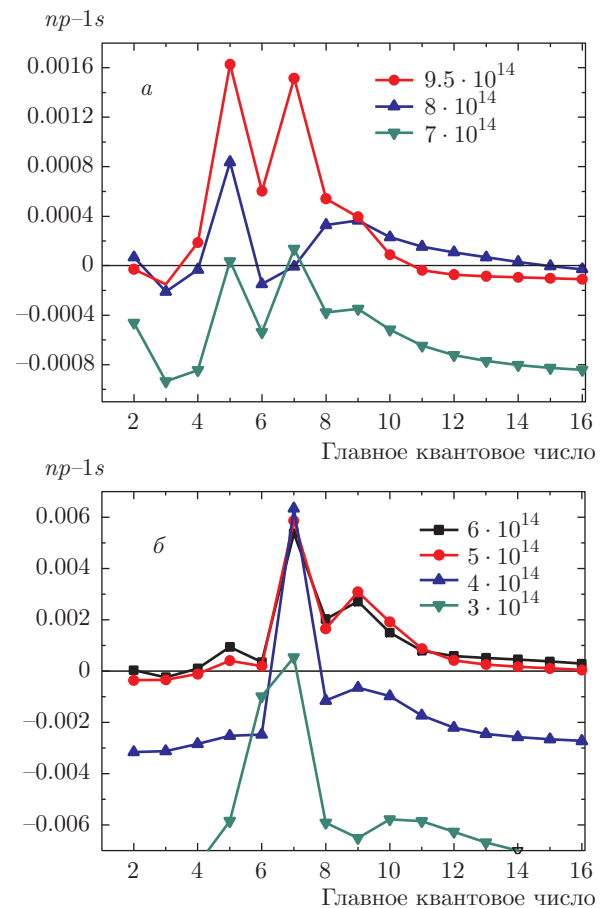 np–1s
0.0016
0.0012
0.0008
0.0004
0
–0.0004
–0.0008
а
9.5 · 10^14
8 · 10^14
7 · 10^14
2 4 6 8 10 12 14 16
Главное квантовое число
np–1s
0.006
0.004
0.002
0
–0.002
–0.004
–0.006
б
6 · 10^14
5 · 10^14
4 · 10^14
3 · 10^14
2 4 6 8 10 12 14 16
Главное квантовое число